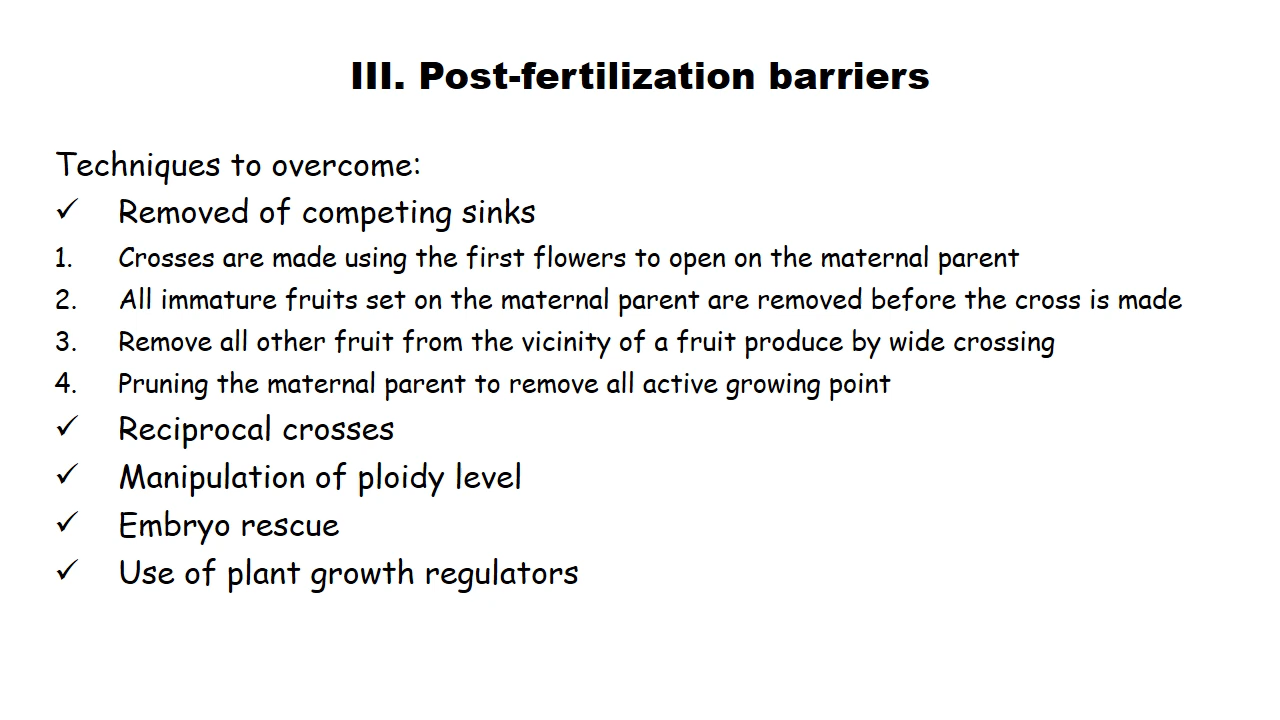 III. Post-fertilization barriers
Techniques to overcome:
✓ Removed of competing sinks
1. Crosses are made using the first flowers to open on the maternal parent
2. All immature fruits set on the maternal parent are removed before the cross is made
3. Remove all other fruit from the vicinity of a fruit produce by wide crossing
4. Pruning the maternal parent to remove all active growing point
✓ Reciprocal crosses
✓ Manipulation of ploidy level
✓ Embryo rescue
✓ Use of plant growth regulators